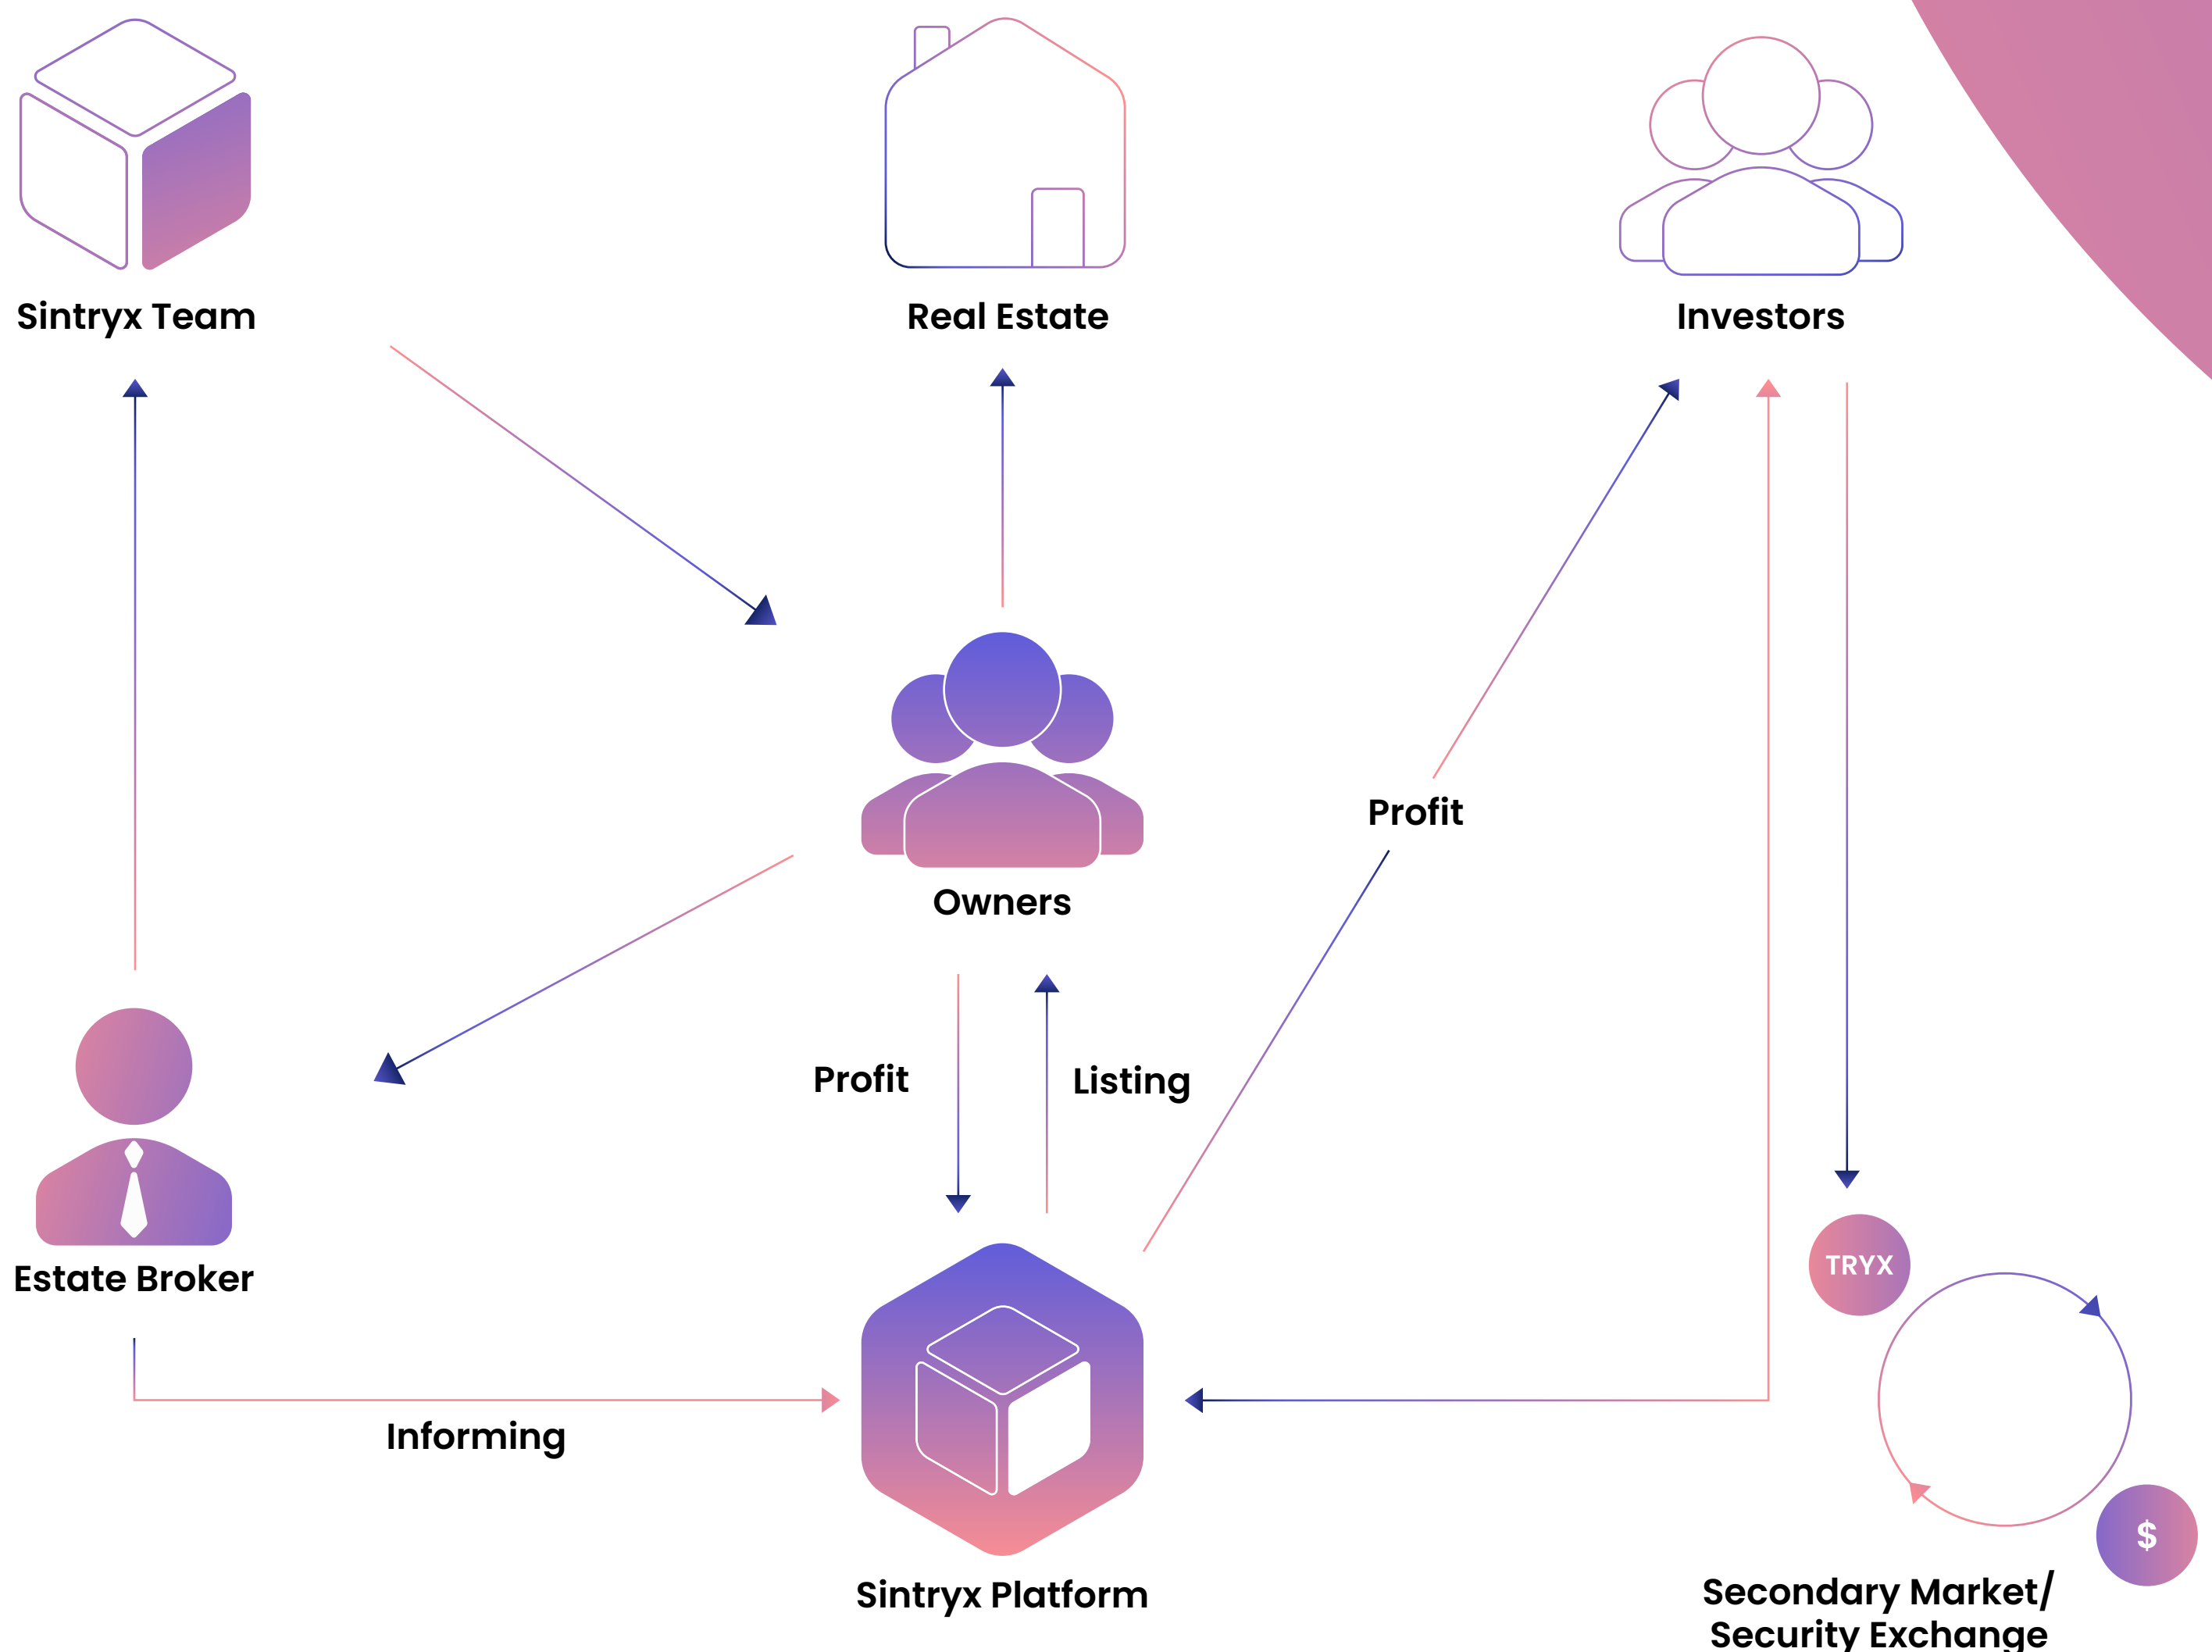 Sintryx Team
Real Estate
Investors
Owners
Profit
Profit
Listing
Estate Broker
Informing
TRYX
$
Sintryx Platform
Secondary Market/
Security Exchange